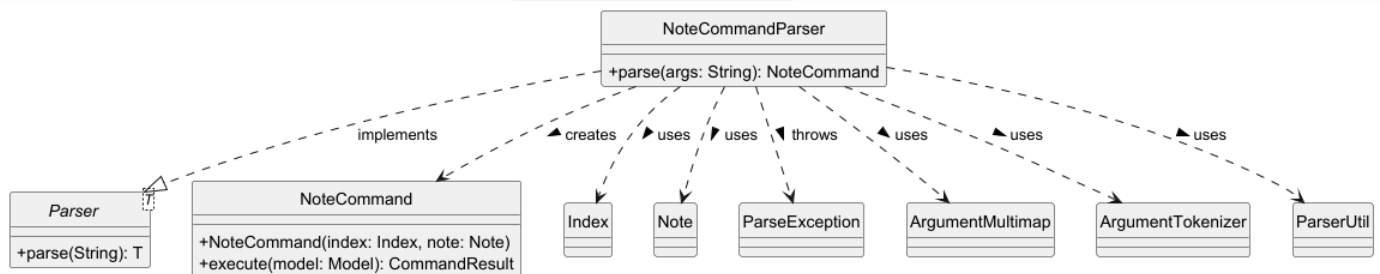 NoteCommandParser
+parse(args: String): NoteCommand
implements
creates
uses
uses
throws
uses
uses
uses
Parser
T
+parse(String): T
NoteCommand
+NoteCommand(index: Index, note: Note)
+execute(model: Model): CommandResult
Index
Note
ParseException
ArgumentMultimap
ArgumentTokenizer
ParserUtil